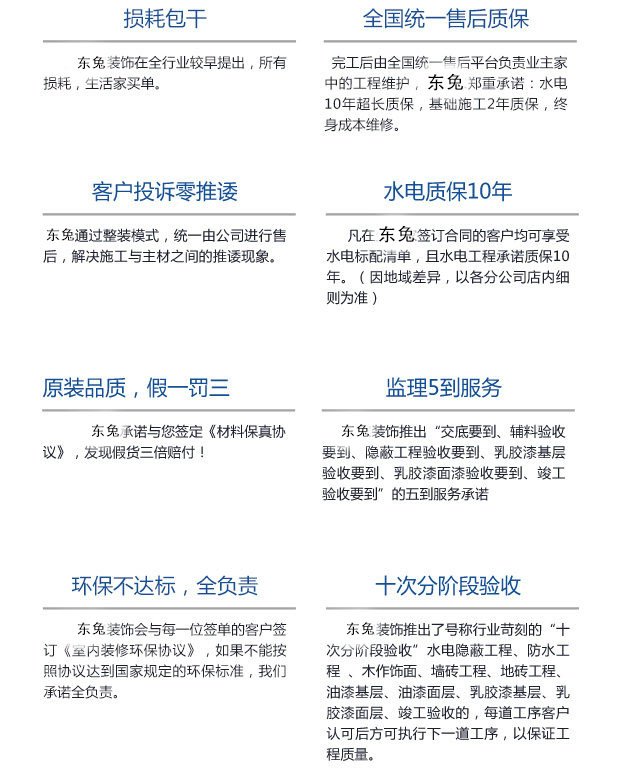 损耗包干
东兔装饰在全行业较早提出，所有
损耗，生活家买单。
全国统一售后质保
完工后由全国统一售后平台负责业主家
中的工程维护，东兔郑重承诺：水电
10年超长质保，基础施工2年质保，终
身成本维修。
客户投诉零推诿
东兔通过整装模式，统一由公司进行售
后，解决施工与主材之间的推诿现象。
水电质保10年
凡在东兔签订合同的客户均可享受
水电标配清单，且水电工程承诺质保10
年。（因地域差异，以各分公司店内细
则为准）
原装品质，假一罚三
东兔承诺与您签定《材料保真协
议》，发现假货三倍赔付！
监理5到服务
东兔装饰推出“交底要到、辅料验收
要到、隐蔽工程验收要到、乳胶漆基层
验收要到、乳胶漆面漆验收要到、竣工
验收要到”的五到服务承诺
环保不达标，全负责
东兔装饰会与每一位签单的客户签
订《室内装修环保协议》，如果不能按
照协议达到国家规定的环保标准，我们
承诺全负责。
十次分阶段验收
东兔装饰推出了号称行业苛刻的“十
次分阶段验收”水电隐蔽工程、防水工
程 、木作饰面、墙砖工程、地砖工程、
油漆基层、油漆面层、乳胶漆基层、乳
胶漆面层、竣工验收的，每道工序客户
认可后方可执行下一道工序，以保证工
程质量。